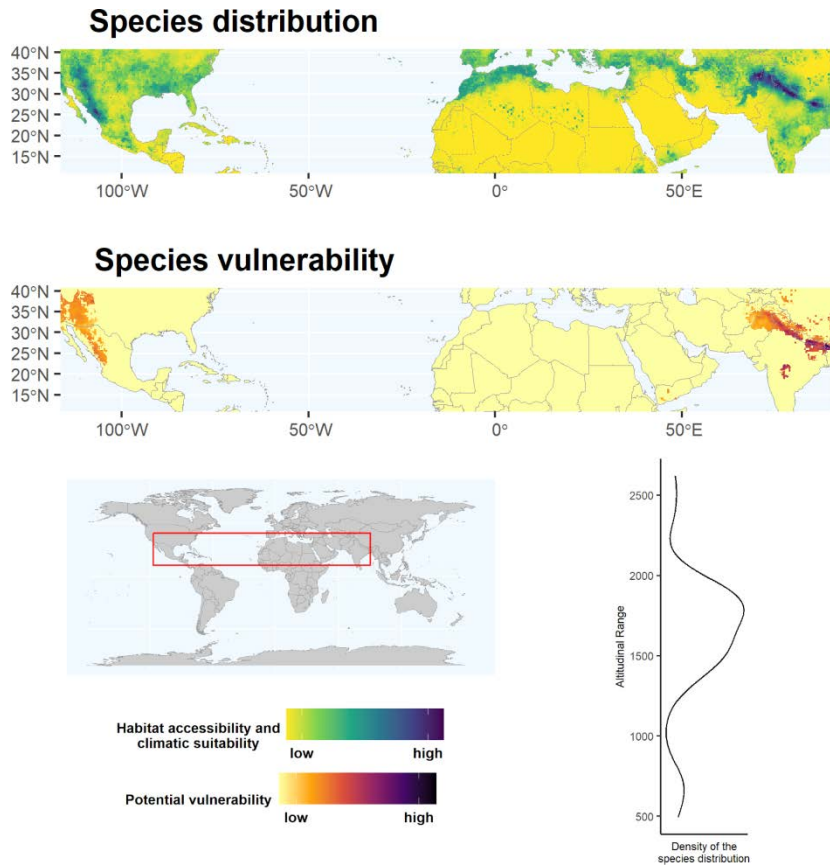 Species distribution
40°N
35°N
30°N
25°N
20°N
15°N
100°W
50°W
0°
50°E
Species vulnerability
40°N
35°N
30°N
25°N
20°N
15°N
100°W
50°W
0°
50°E
2500
2000
1500
1000
500
Altitudinal Range
Density of the
species distribution
Habitat accessibility and
climatic suitability
low
high
Potential vulnerability
low
high